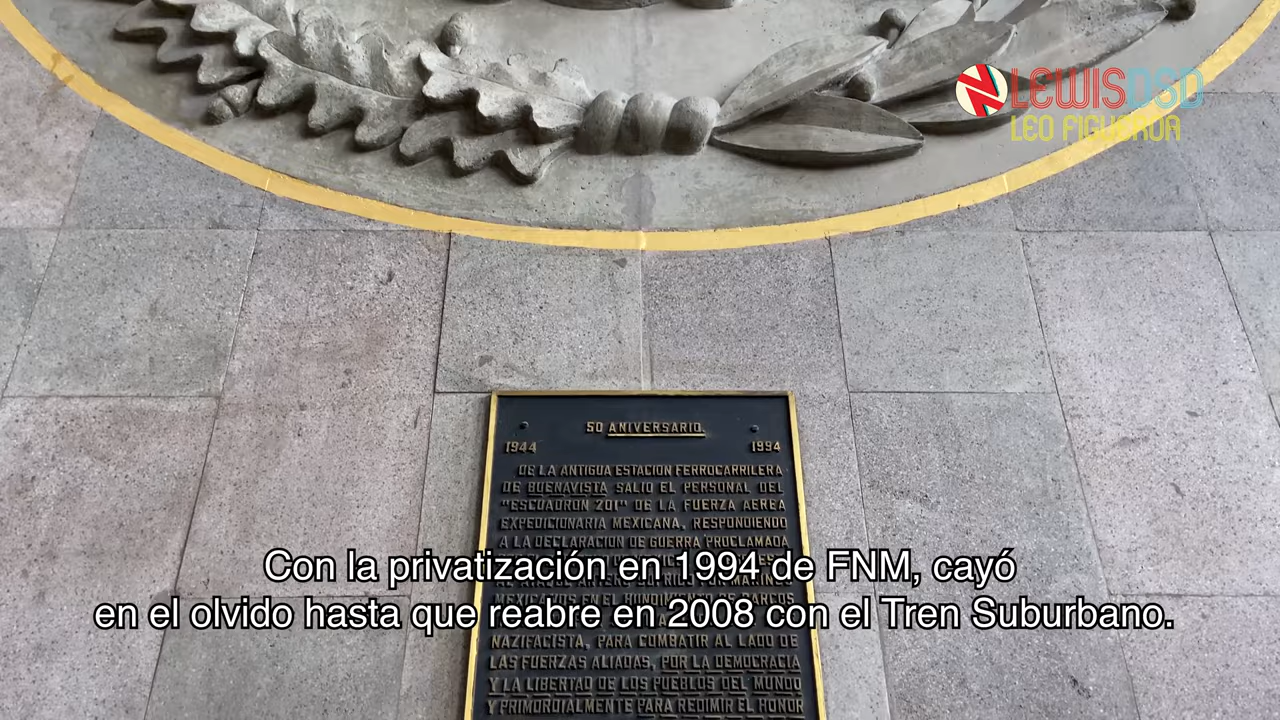 LEWISDSD
LEO FIGUEROA
50 ANIVERSARIO.
1944 1994
DE LA ANTIGUA ESTACION FERROCARRILERA
DE BUENAVISTA SALIO EL PERSONAL DEL
"ESCUADRON 201" DE LA FUERZA AEREA
EXPEDICIONARIA MEXICANA, RESPONDIENDO
A LA DECLARACION DE GUERRA PROCLAMADA
Con la privatización en 1994 de FNM, cayó
MEXICANOS EN EL HUNDIMIENTO DE BARCOS
en el olvido hasta que reabre en 2008 con el Tren Suburbano.
NAZIFACISTA, PARA COMBATIR AL LADO DE
LAS FUERZAS ALIADAS, POR LA DEMOCRACIA
Y LA LIBERTAD DE LOS PUEBLOS DEL MUNDO
Y PRIMORDIALMENTE PARA REDIMIR EL HONOR